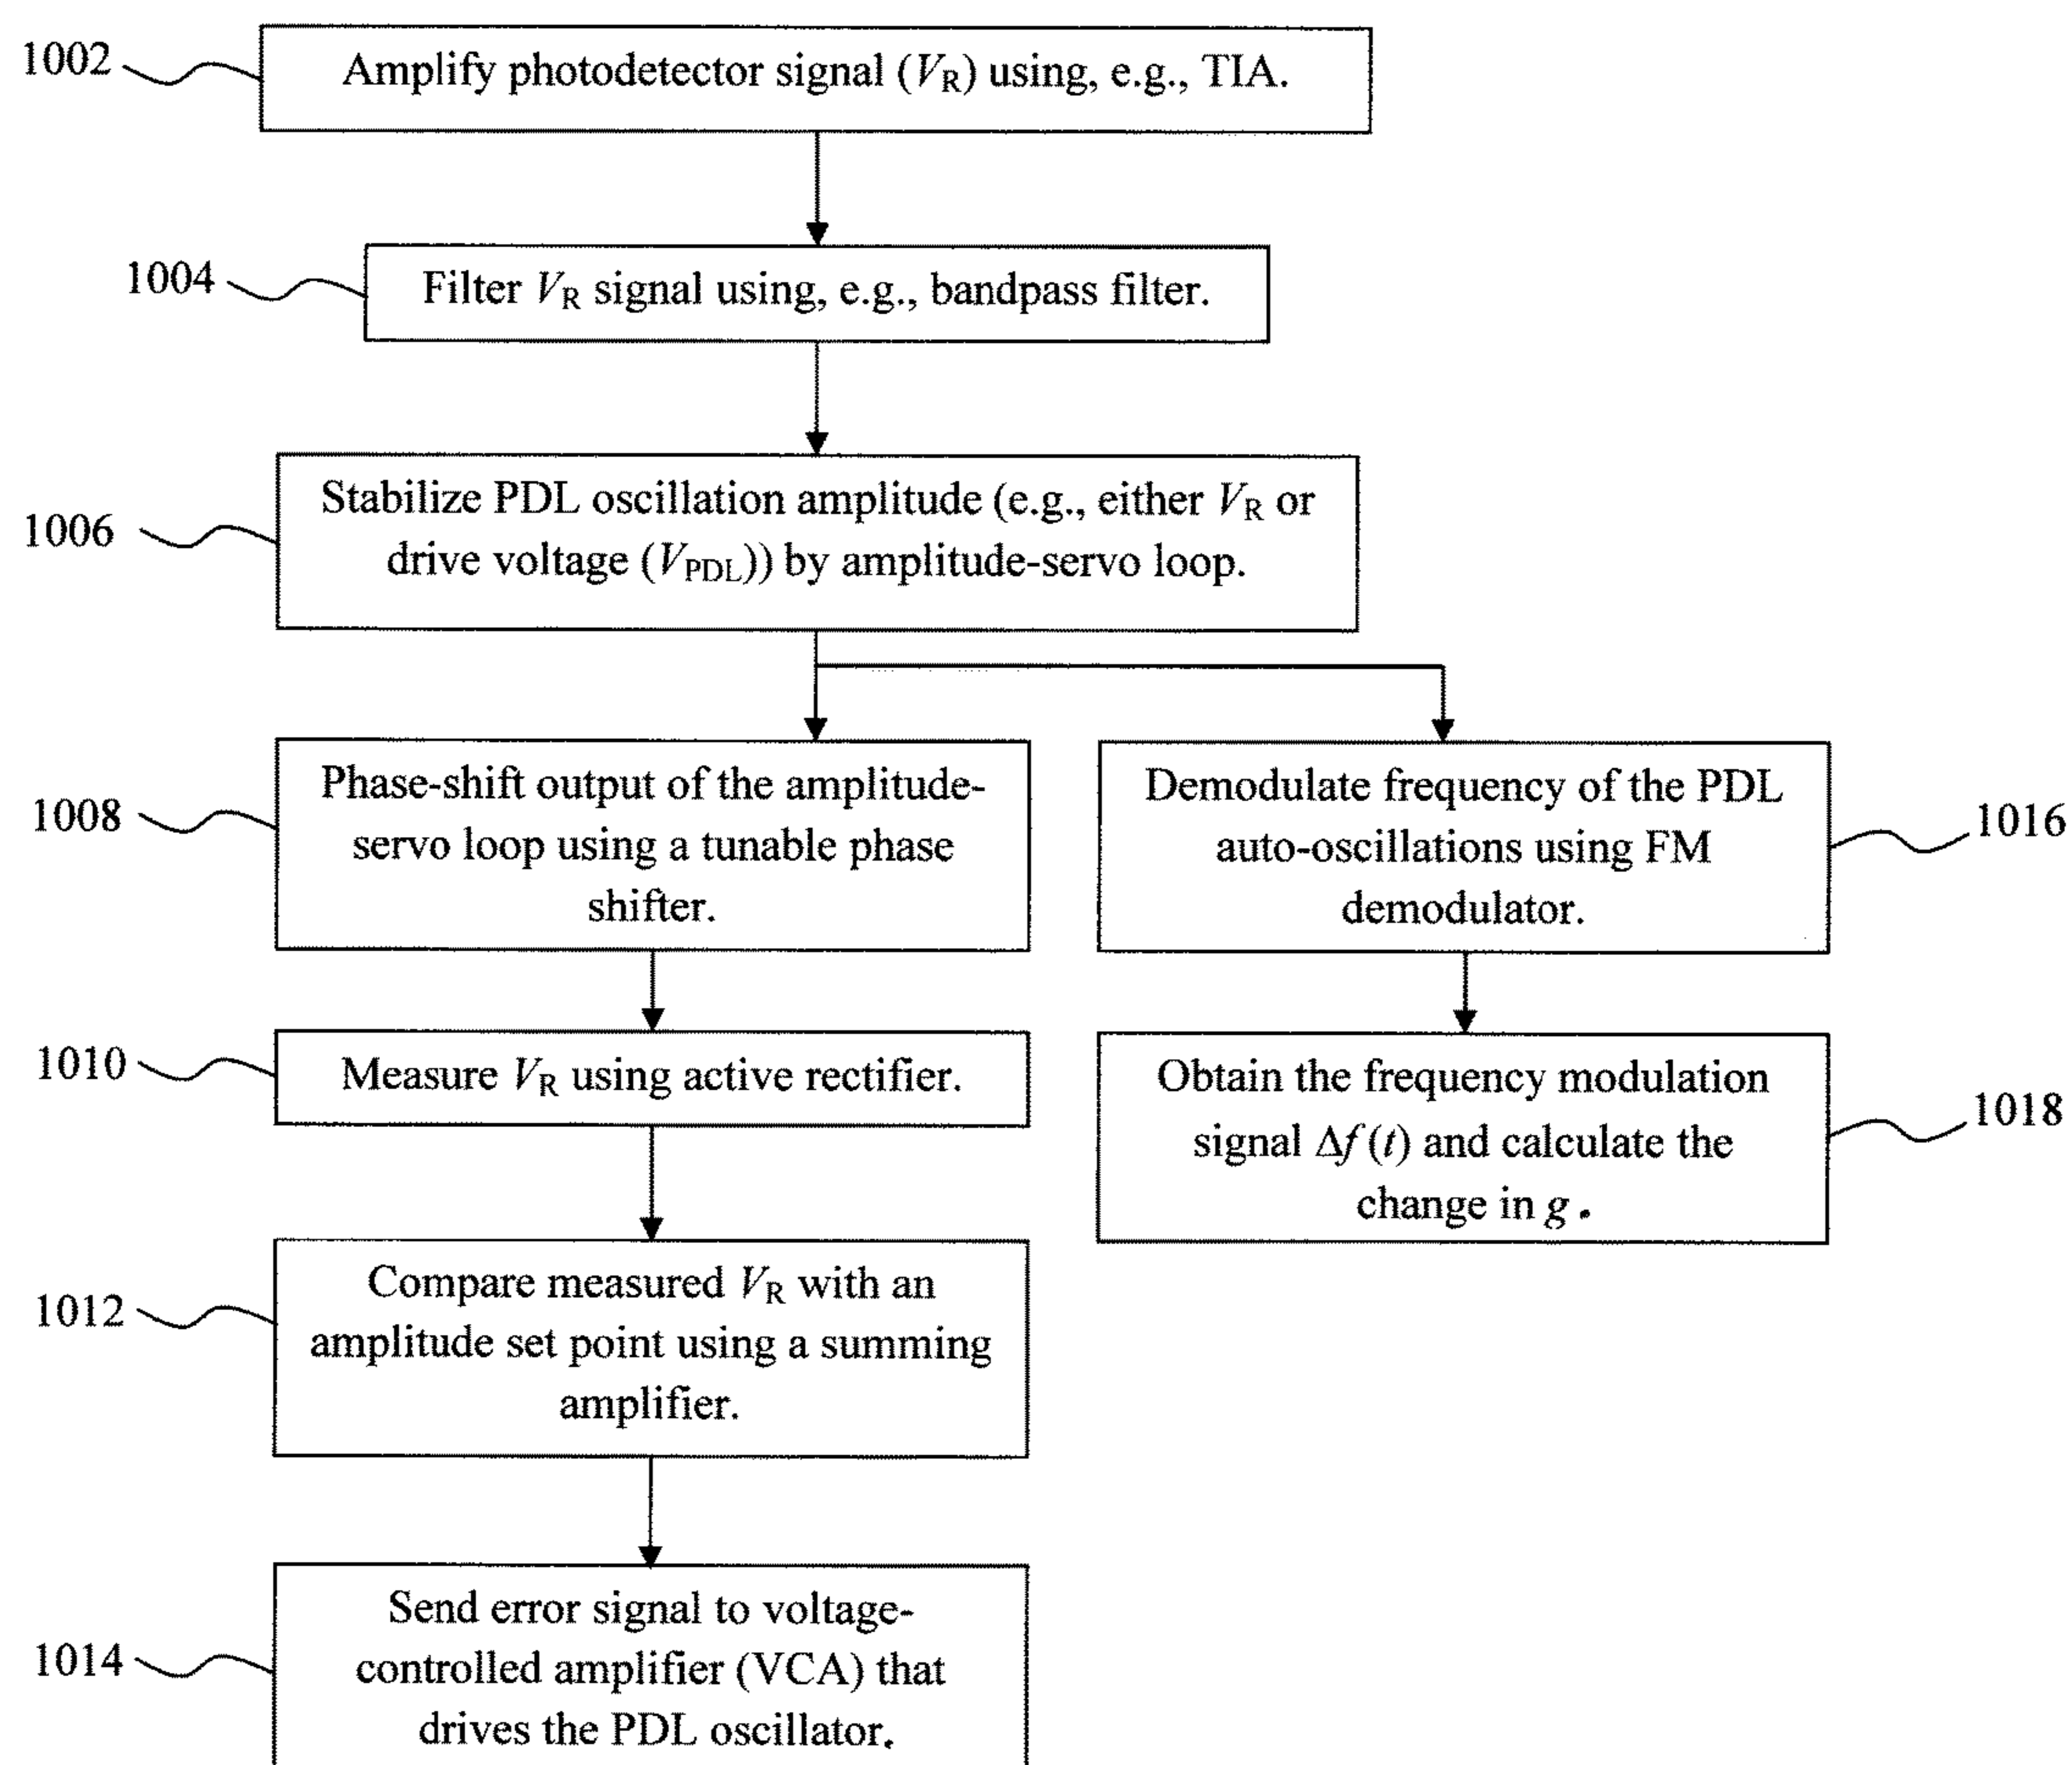 1002
Amplify photodetector signal (VR) using, e.g., TIA.
1004
Filter VR signal using, e.g., bandpass filter.
1006
Stabilize PDL oscillation amplitude (e.g., either VR or
drive voltage (VPDL)) by amplitude-servo loop.
1008
Phase-shift output of the amplitude-
servo loop using a tunable phase
shifter.
1016
Demodulate frequency of the PDL
auto-oscillations using FM
demodulator.
1010
Measure VR using active rectifier.
1018
Obtain the frequency modulation
signal Δf (t) and calculate the
change in g .
1012
Compare measured VR with an
amplitude set point using a summing
amplifier.
1014
Send error signal to voltage-
controlled amplifier (VCA) that
drives the PDL oscillator.